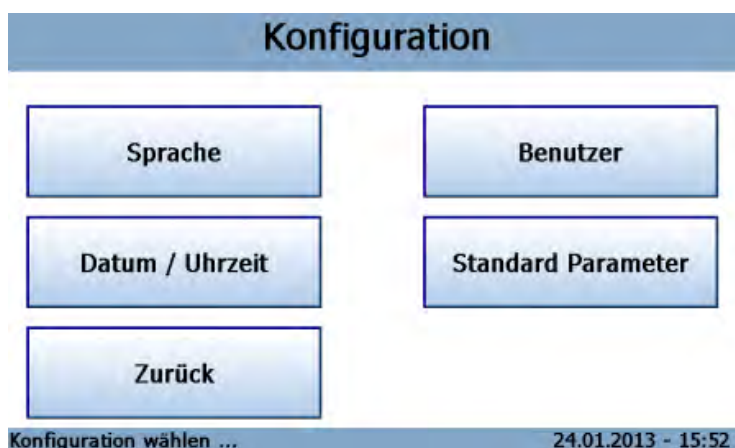 Konfiguration
Sprache
Benutzer
Datum / Uhrzeit
Standard Parameter
Zurück
Konfiguration wählen ...
24.01.2013 - 15:52